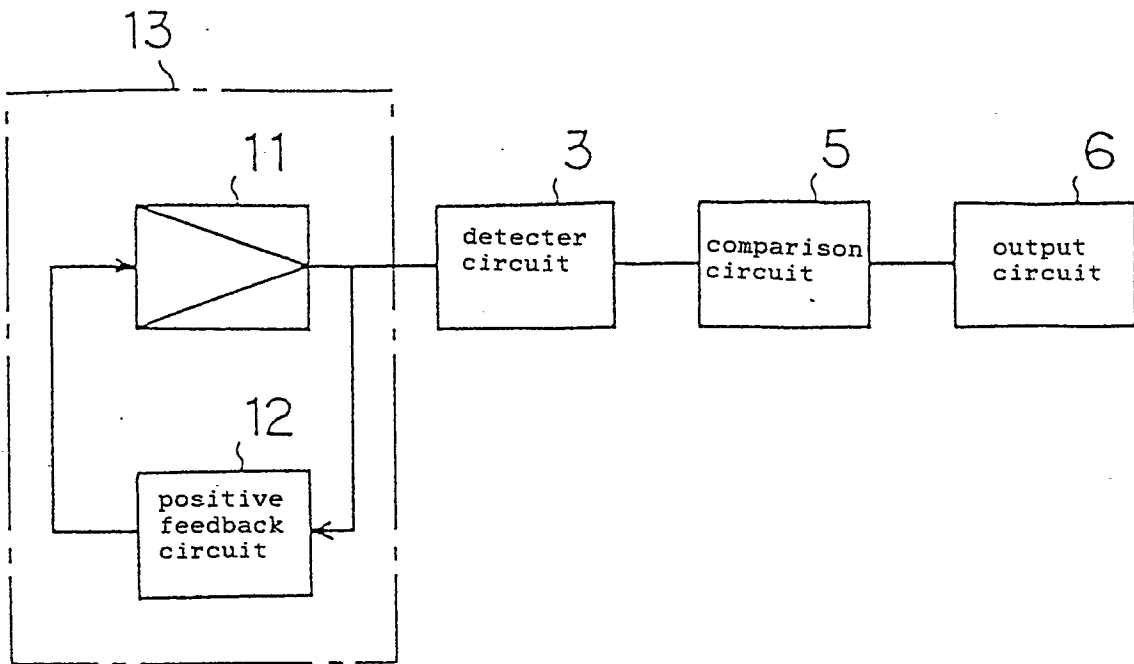 13
11
3
5
6
detecter
circuit
comparison
circuit
output
circuit
12
positive
feedback
circuit